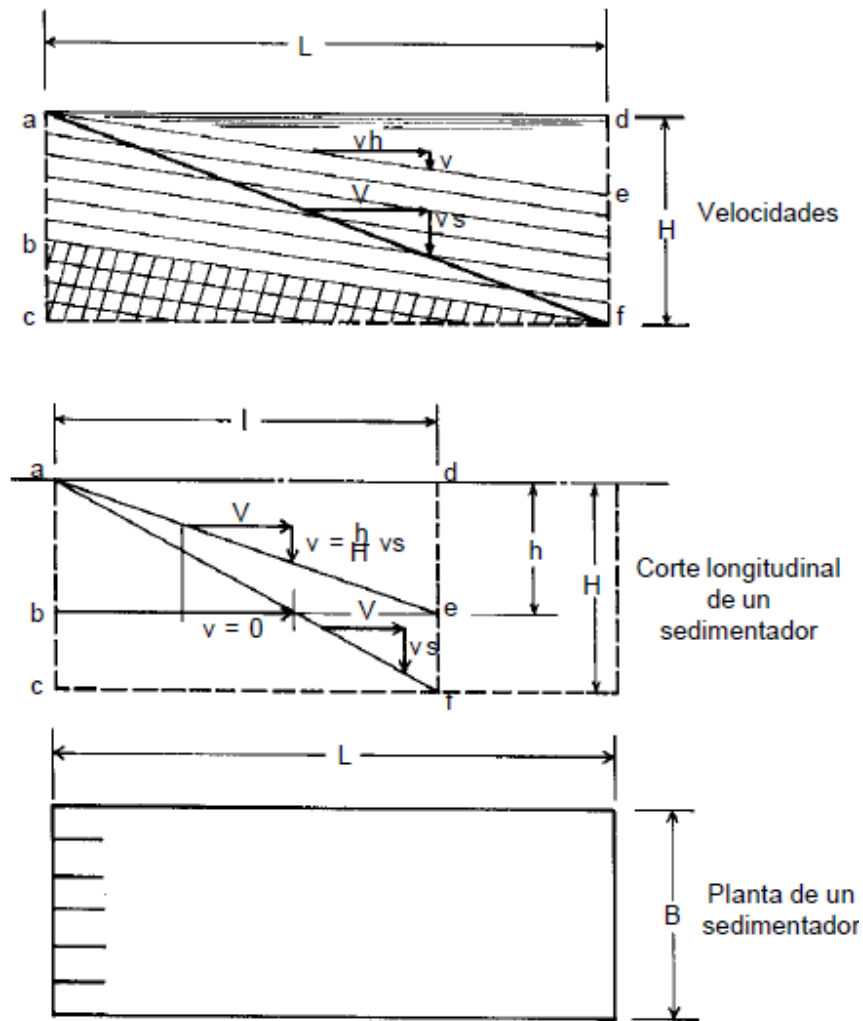 L
a
d
vh
v
e
V
vs
H
Velocidades
b
c
f
l
a
d
V
v = h/H vs
h
H
Corte longitudinal
de un
sedimentador
b
v = 0
V
e
vs
c
f
L
B
Planta de un
sedimentador